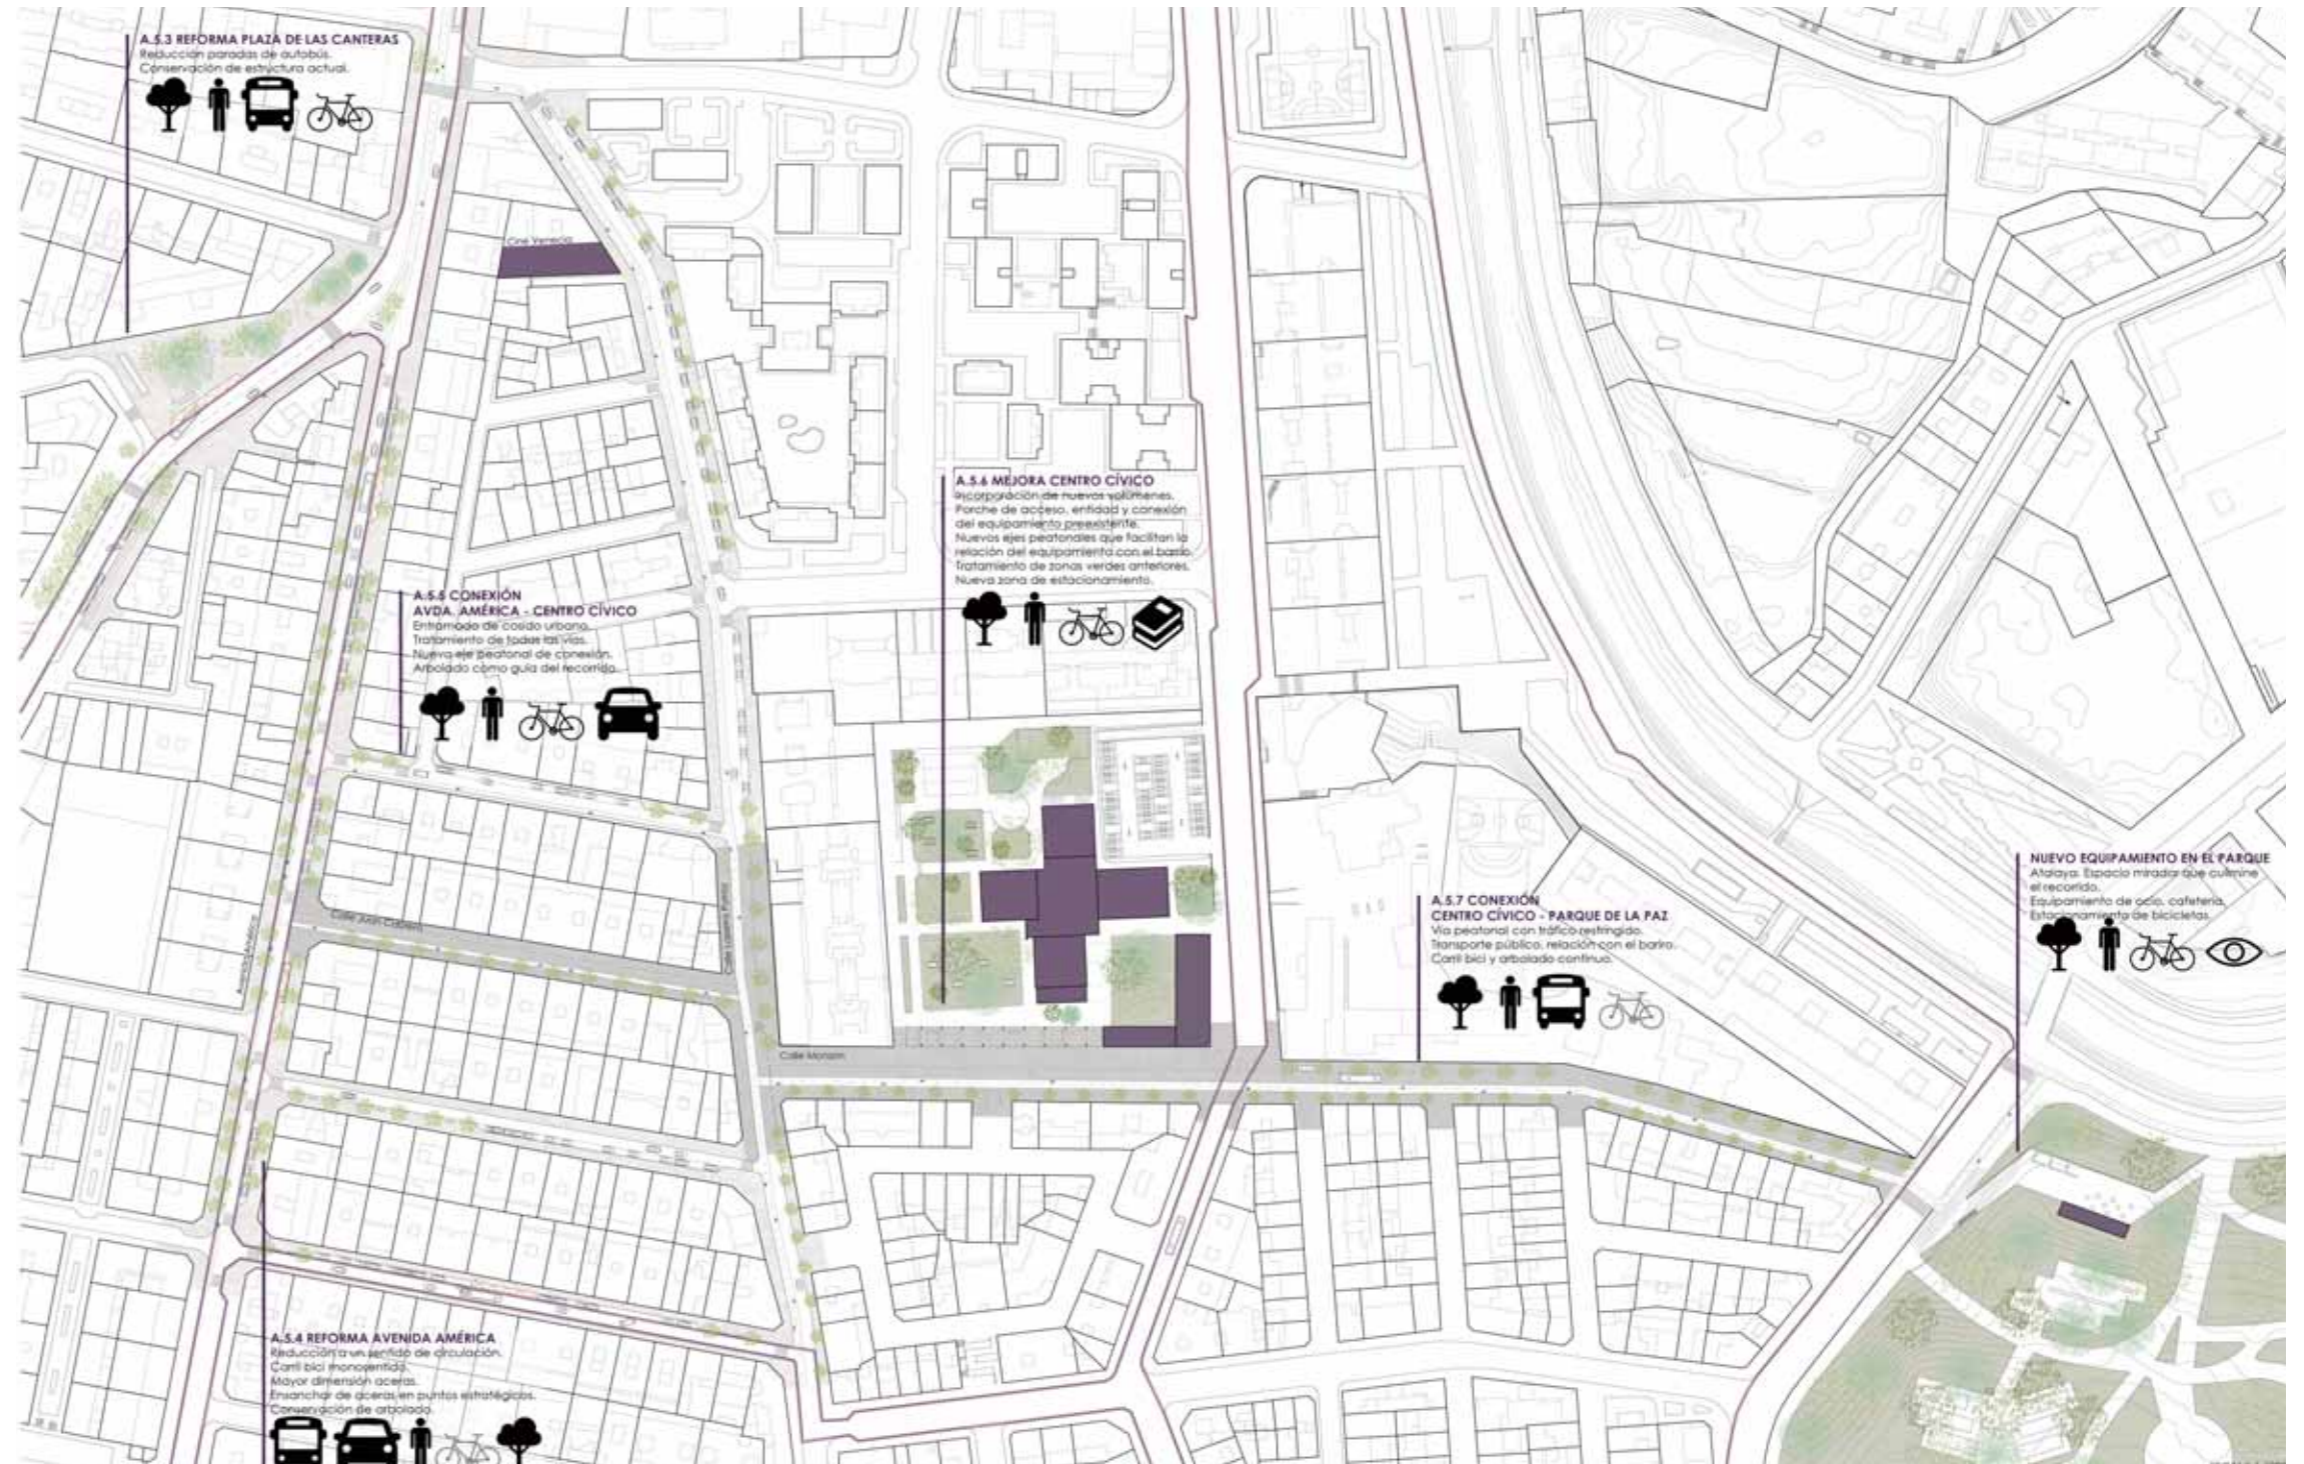 A.5.3 REFORMA PLAZA DE LAS CANTERAS
Reducción paradas de autobús.
Conservación de estructura actual.
Cine Venecia
A.5.6 MEJORA CENTRO CÍVICO
Incorporación de nuevos volúmenes.
Porche de acceso, entidad y conexión
del equipamiento preexistente.
Nuevos ejes peatonales que facilitan la
relación del equipamiento con el barrio.
Tratamiento de zonas verdes anteriores.
Nueva zona de estacionamiento.
A.5.5 CONEXIÓN
AVDA. AMÉRICA - CENTRO CÍVICO
Entramado de cosido urbano.
Tratamiento de todas las vías.
Nueva eje peatonal de conexión.
Arbolado como guía del recorrido.
NUEVO EQUIPAMIENTO EN EL PARQUE
Atalaya. Espacio mirador que culmine
el recorrido.
Equipamiento de ocio, cafetería.
Estacionamiento de bicicletas.
A.5.7 CONEXIÓN
CENTRO CÍVICO - PARQUE DE LA PAZ
Vía peatonal con tráfico restringido.
Transporte público, relación con el bariro.
Carril bici y arbolado continuo.
Calle
Calle
Avenida América
Calle
A.5.4 REFORMA AVENIDA AMÉRICA
Reducción a un sentido de circulación.
Carril bici monosentido.
Mayor dimensión aceras.
Ensanchar de aceras en puntos estratégicos.
Conservación de arbolado.